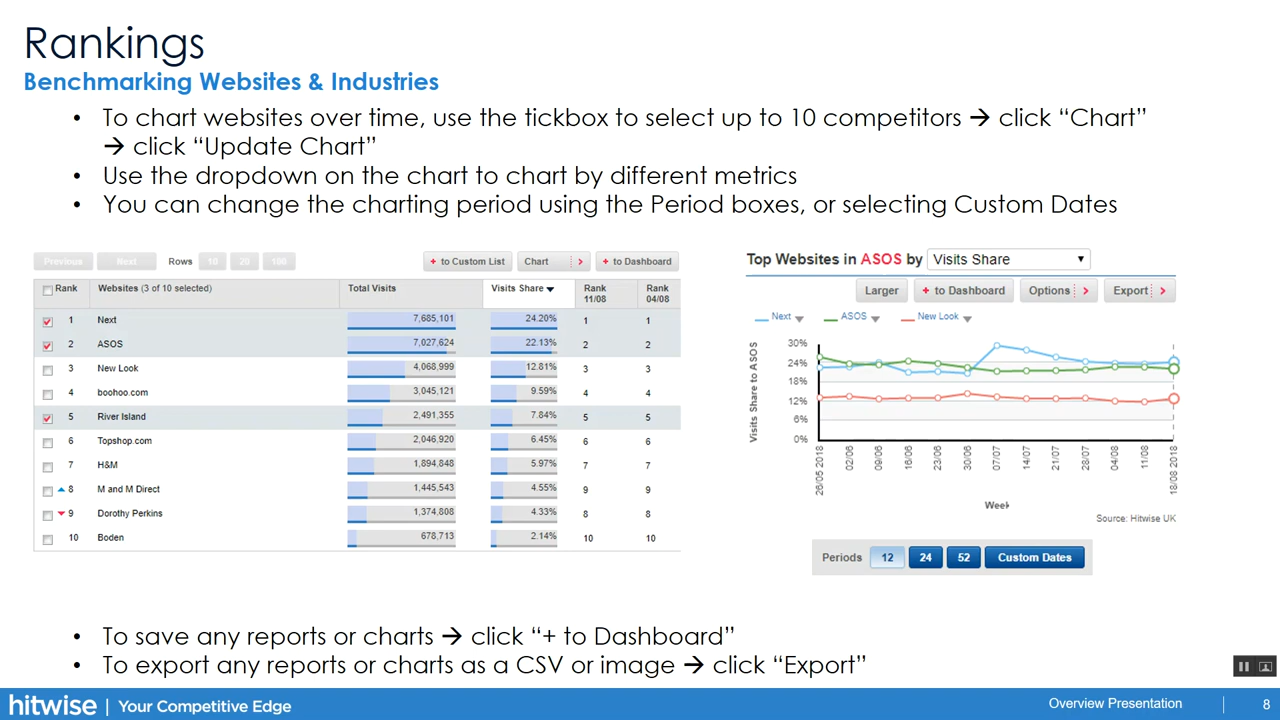 Rankings
Benchmarking Websites & Industries
• To chart websites over time, use the tickbox to select up to 10 competitors → click “Chart”
→ click “Update Chart”
• Use the dropdown on the chart to chart by different metrics
• You can change the charting period using the Period boxes, or selecting Custom Dates
Previous Next Rows 10 20 100 + to Custom List Chart + to Dashboard
Rank Websites (3 of 10 selected) Total Visits Visits Share Rank 11/08 Rank 04/08
1 Next 7,685,101 24.20% 1 1
2 ASOS 7,027,624 22.13% 2 2
3 New Look 4,068,999 12.81% 3 3
4 boohoo.com 3,045,121 9.59% 4 4
5 River Island 2,491,355 7.84% 5 5
6 Topshop.com 2,046,920 6.45% 6 6
7 H&M 1,894,848 5.97% 7 7
8 M and M Direct 1,445,543 4.55% 9 9
9 Dorothy Perkins 1,374,808 4.33% 8 8
10 Boden 678,713 2.14% 10 10
Top Websites in ASOS by Visits Share
Larger + to Dashboard Options Export
Next ASOS New Look
Visits Share to ASOS
30%
24%
18%
12%
6%
0%
26/05 2018 02/06 09/06 16/06 23/06 30/06 07/07 14/07 21/07 28/07 04/08 11/08 18/08 2018
Week
Source: Hitwise UK
Periods 12 24 52 Custom Dates
• To save any reports or charts → click “+ to Dashboard”
• To export any reports or charts as a CSV or image → click “Export”
hitwise | Your Competitive Edge
Overview Presentation 8